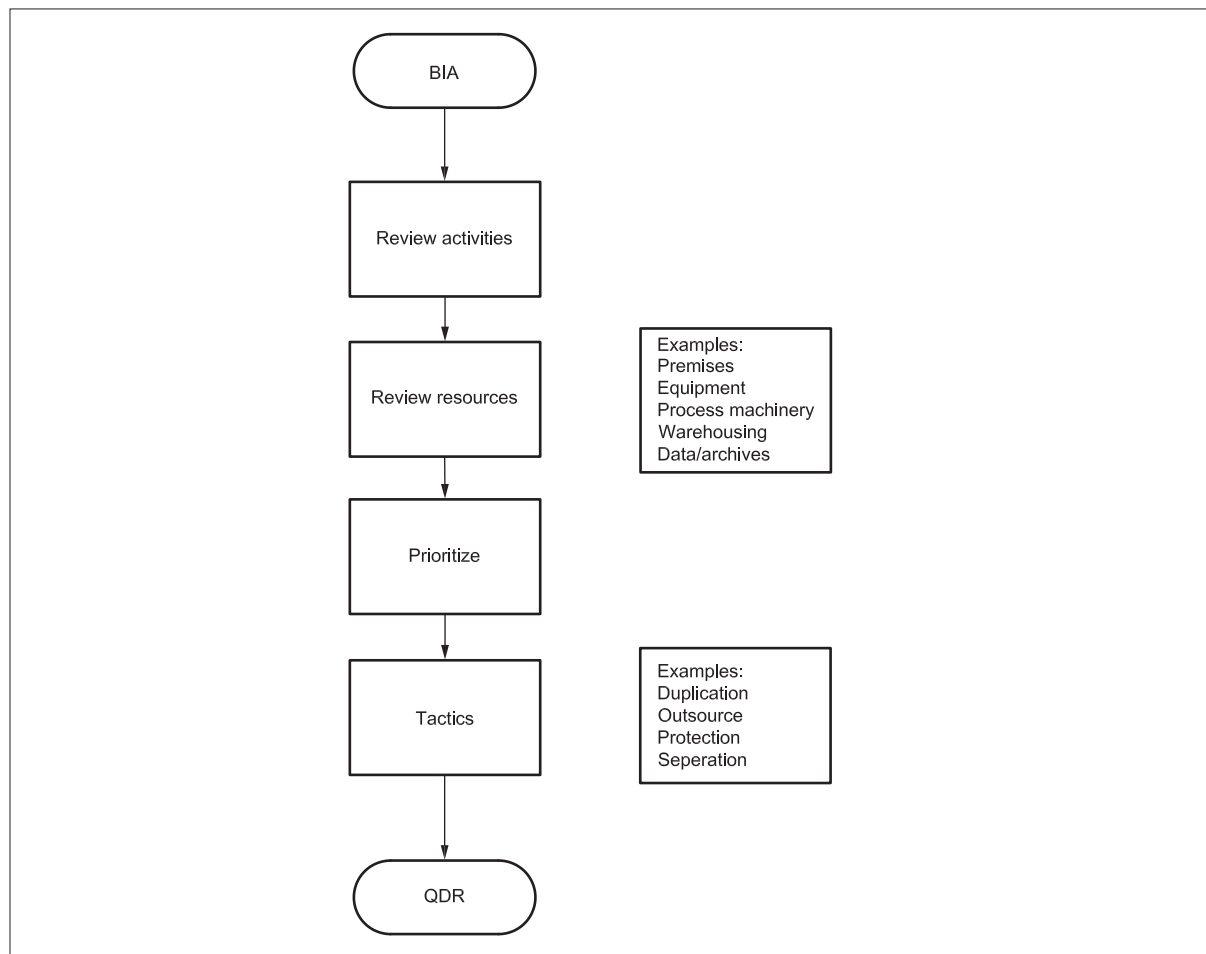 BIA
Review activities
Review resources
Examples:
Premises
Equipment
Process machinery
Warehousing
Data/archives
Prioritize
Tactics
Examples:
Duplication
Outsource
Protection
Seperation
QDR